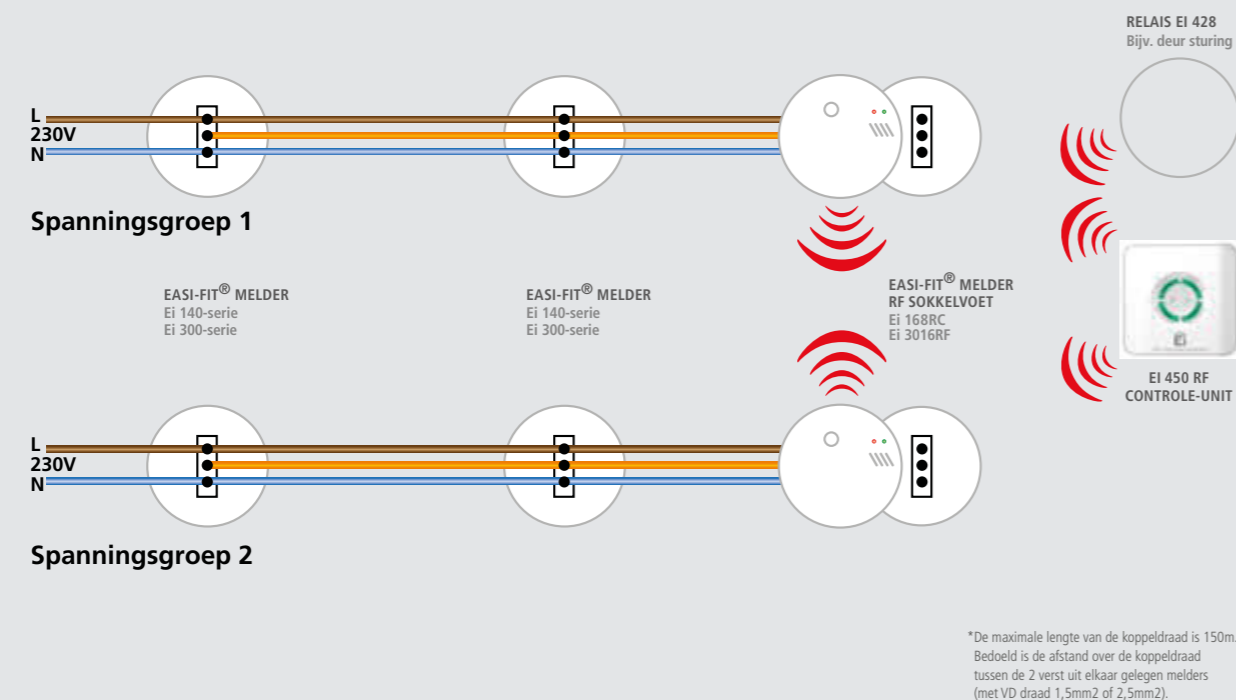 RELAIS EI 428
Bijv. deur sturing
L
230V
N
Spanningsgroep 1
EASI-FIT® MELDER
Ei 140-serie
Ei 300-serie
EASI-FIT® MELDER
Ei 140-serie
Ei 300-serie
EASI-FIT® MELDER
RF SOKKELVOET
Ei 168RC
Ei 3016RF
EI 450 RF
CONTROLE-UNIT
L
230V
N
Spanningsgroep 2
*De maximale lengte van de koppeldraad is 150m.
Bedoeld is de afstand over de koppeldraad
tussen de 2 verst uit elkaar gelegen melders
(met VD draad 1,5mm2 of 2,5mm2).